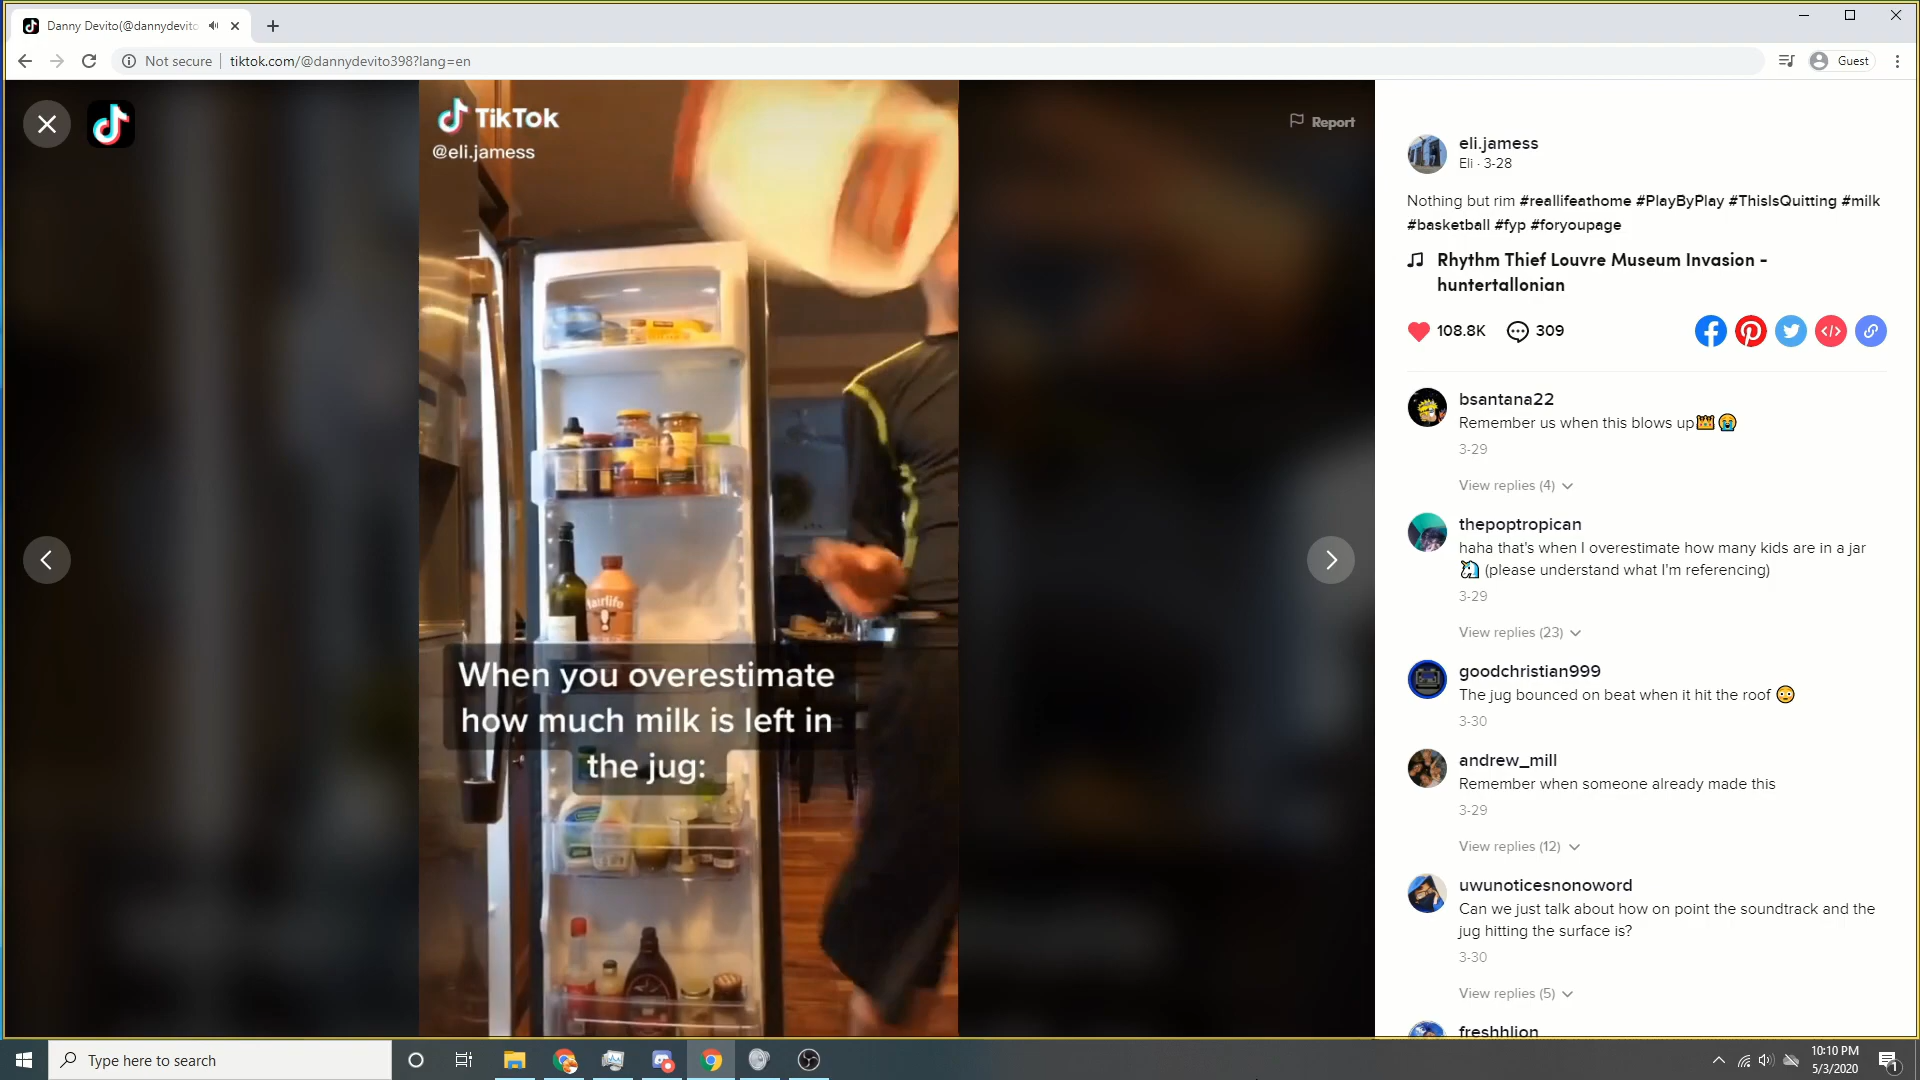 Danny Devito(@dannydevito
Not secure
tiktok.com/@dannydevito398?lang=en
Guest
TikTok
@eli.jamess
Report
fairlife
When you overestimate
how much milk is left in
the jug:
eli.jamess
Eli · 3-28
Nothing but rim #reallifeathome #PlayByPlay #ThisIsQuitting #milk
#basketball #fyp #foryoupage
Rhythm Thief Louvre Museum Invasion -
huntertallonian
108.8K
309
bsantana22
Remember us when this blows up👑😭
3-29
View replies (4)
thepoptropican
haha that's when I overestimate how many kids are in a jar
🦄 (please understand what I'm referencing)
3-29
View replies (23)
goodchristian999
The jug bounced on beat when it hit the roof 😳
3-30
andrew_mill
Remember when someone already made this
3-29
View replies (12)
uwunoticesnonoword
Can we just talk about how on point the soundtrack and the
jug hitting the surface is?
3-30
View replies (5)
freshhlion
Type here to search
10:10 PM
5/3/2020
1